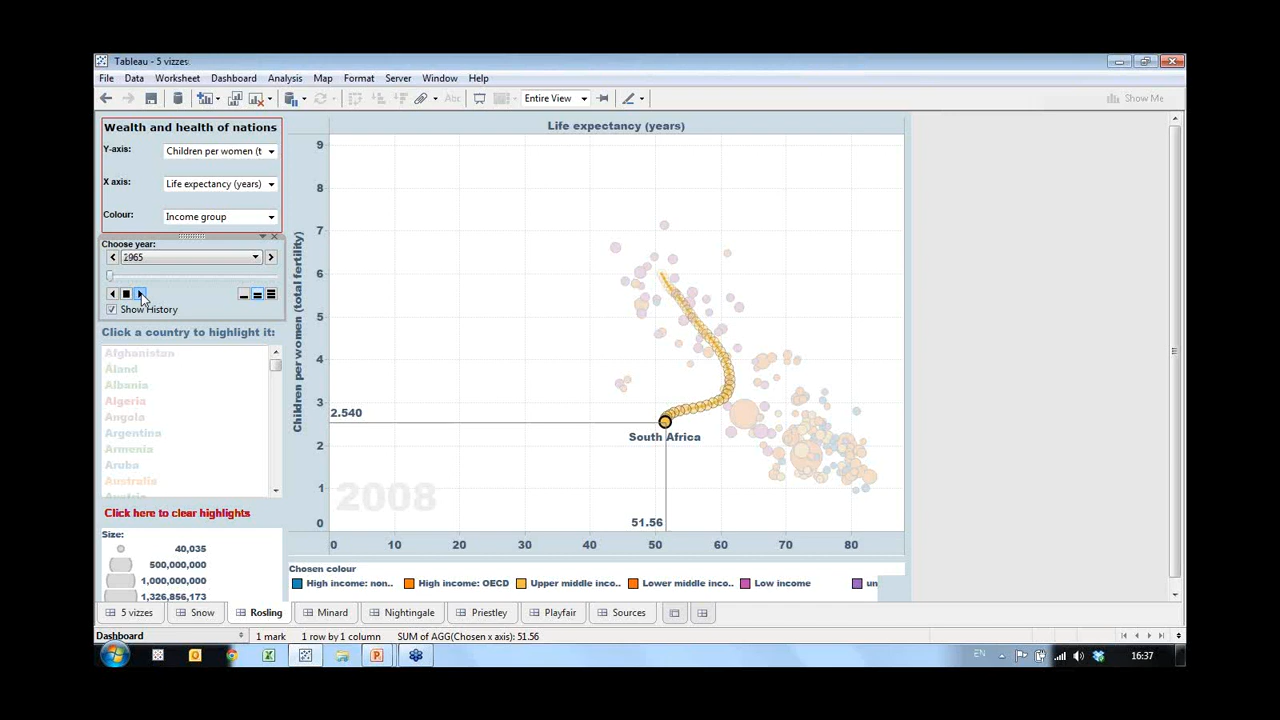 Tableau - 5 vizzes
File Data Worksheet Dashboard Analysis Map Format Server Window Help
Abc Entire View Show Me
Wealth and health of nations
Y-axis: Children per women (t
X axis: Life expectancy (years)
Colour: Income group
Choose year:
2965
Show History
Click a country to highlight it:
Afghanistan
Åland
Albania
Algeria
Angola
Argentina
Armenia
Aruba
Australia
Austria
Click here to clear highlights
Size:
40,035
500,000,000
1,000,000,000
1,326,856,173
Life expectancy (years)
Children per women (total fertility)
9
8
7
6
5
4
3
2.540
2
South Africa
1
2008
51.56
0
0 10 20 30 40 50 60 70 80
Chosen colour
High income: non.. High income: OECD Upper middle inco.. Lower middle inco.. Low income un
5 vizzes Snow Rosling Minard Nightingale Priestley Playfair Sources
Dashboard 1 mark 1 row by 1 column SUM of AGG(Chosen x axis): 51.56
EN 16:37